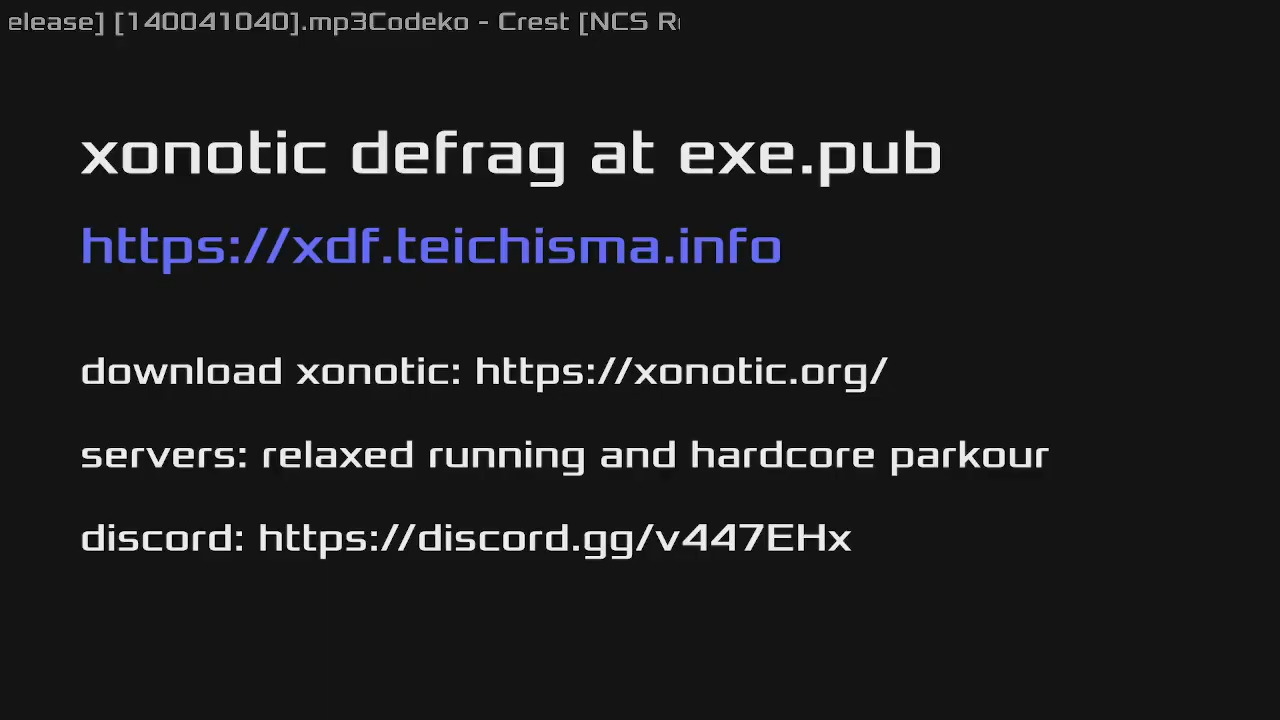 elease] [140041040].mp3Codeko - Crest [NCS R
xonotic defrag at exe.pub
https://xdf.teichisma.info
download xonotic: https://xonotic.org/
servers: relaxed running and hardcore parkour
discord: https://discord.gg/v447EHx